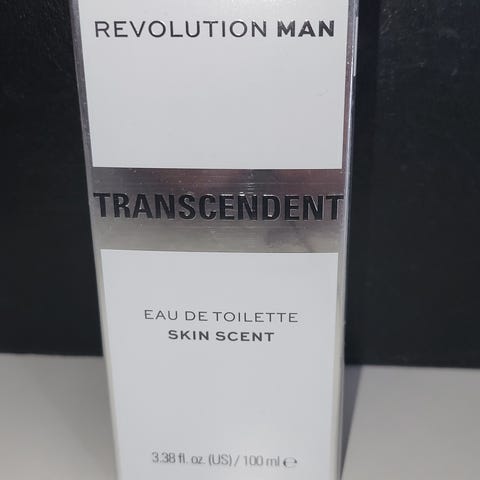 REVOLUTION MAN
TRANSCENDENT
EAU DE TOILETTE
SKIN SCENT
3.38 fl. oz. (US) / 100 ml ℮